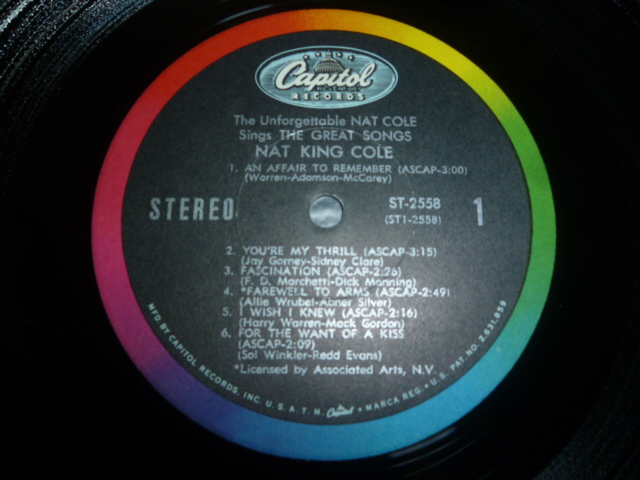 Capitol
RECORDS
The Unforgettable NAT COLE
Sings THE GREAT SONGS
NAT KING COLE
1. AN AFFAIR TO REMEMBER (ASCAP-3:00)
(Warren-Adamson-McCarey)
STEREO
ST-2558
(ST1-2558)
1
2. YOU'RE MY THRILL (ASCAP-3:15)
(Jay Gorney-Sidney Clare)
3. FASCINATION (ASCAP-2:26)
(F. D. Marchetti-Dick Manning)
4. *FAREWELL TO ARMS (ASCAP-2:49)
(Allie Wrubel-Abner Silver)
5. I WISH I KNEW (ASCAP-2:16)
(Harry Warren-Mack Gordon)
6. FOR THE WANT OF A KISS
(ASCAP-2:09)
(Sol Winkler-Redd Evans)
*Licensed by Associated Arts, N.V.
MFD. BY CAPITOL RECORDS, INC. U.S.A. T.M. Capitol • MARCA REG. • U.S. PAT. NO. 2,631,859